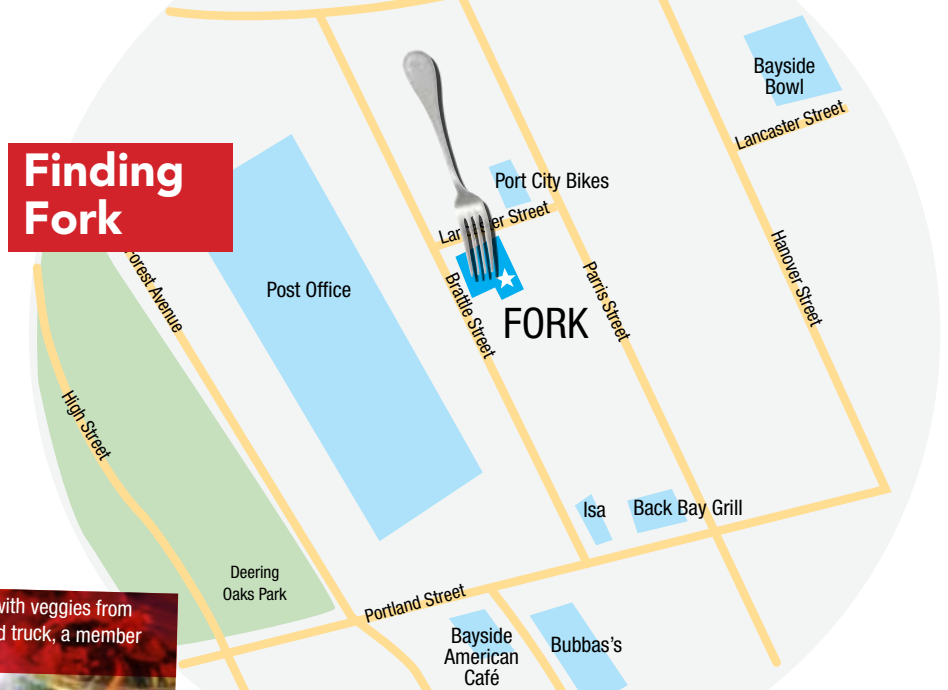 Finding
Fork
Bayside
Bowl
Lancaster Street
Port City Bikes
Lan er Street
Forest Avenue
Post Office
Brattle Street
FORK
Parris Street
Hanover Street
High Street
Isa
Back Bay Grill
Deering
Oaks Park
Portland Street
with veggies from
d truck, a member
Bayside
American
Café
Bubbas's